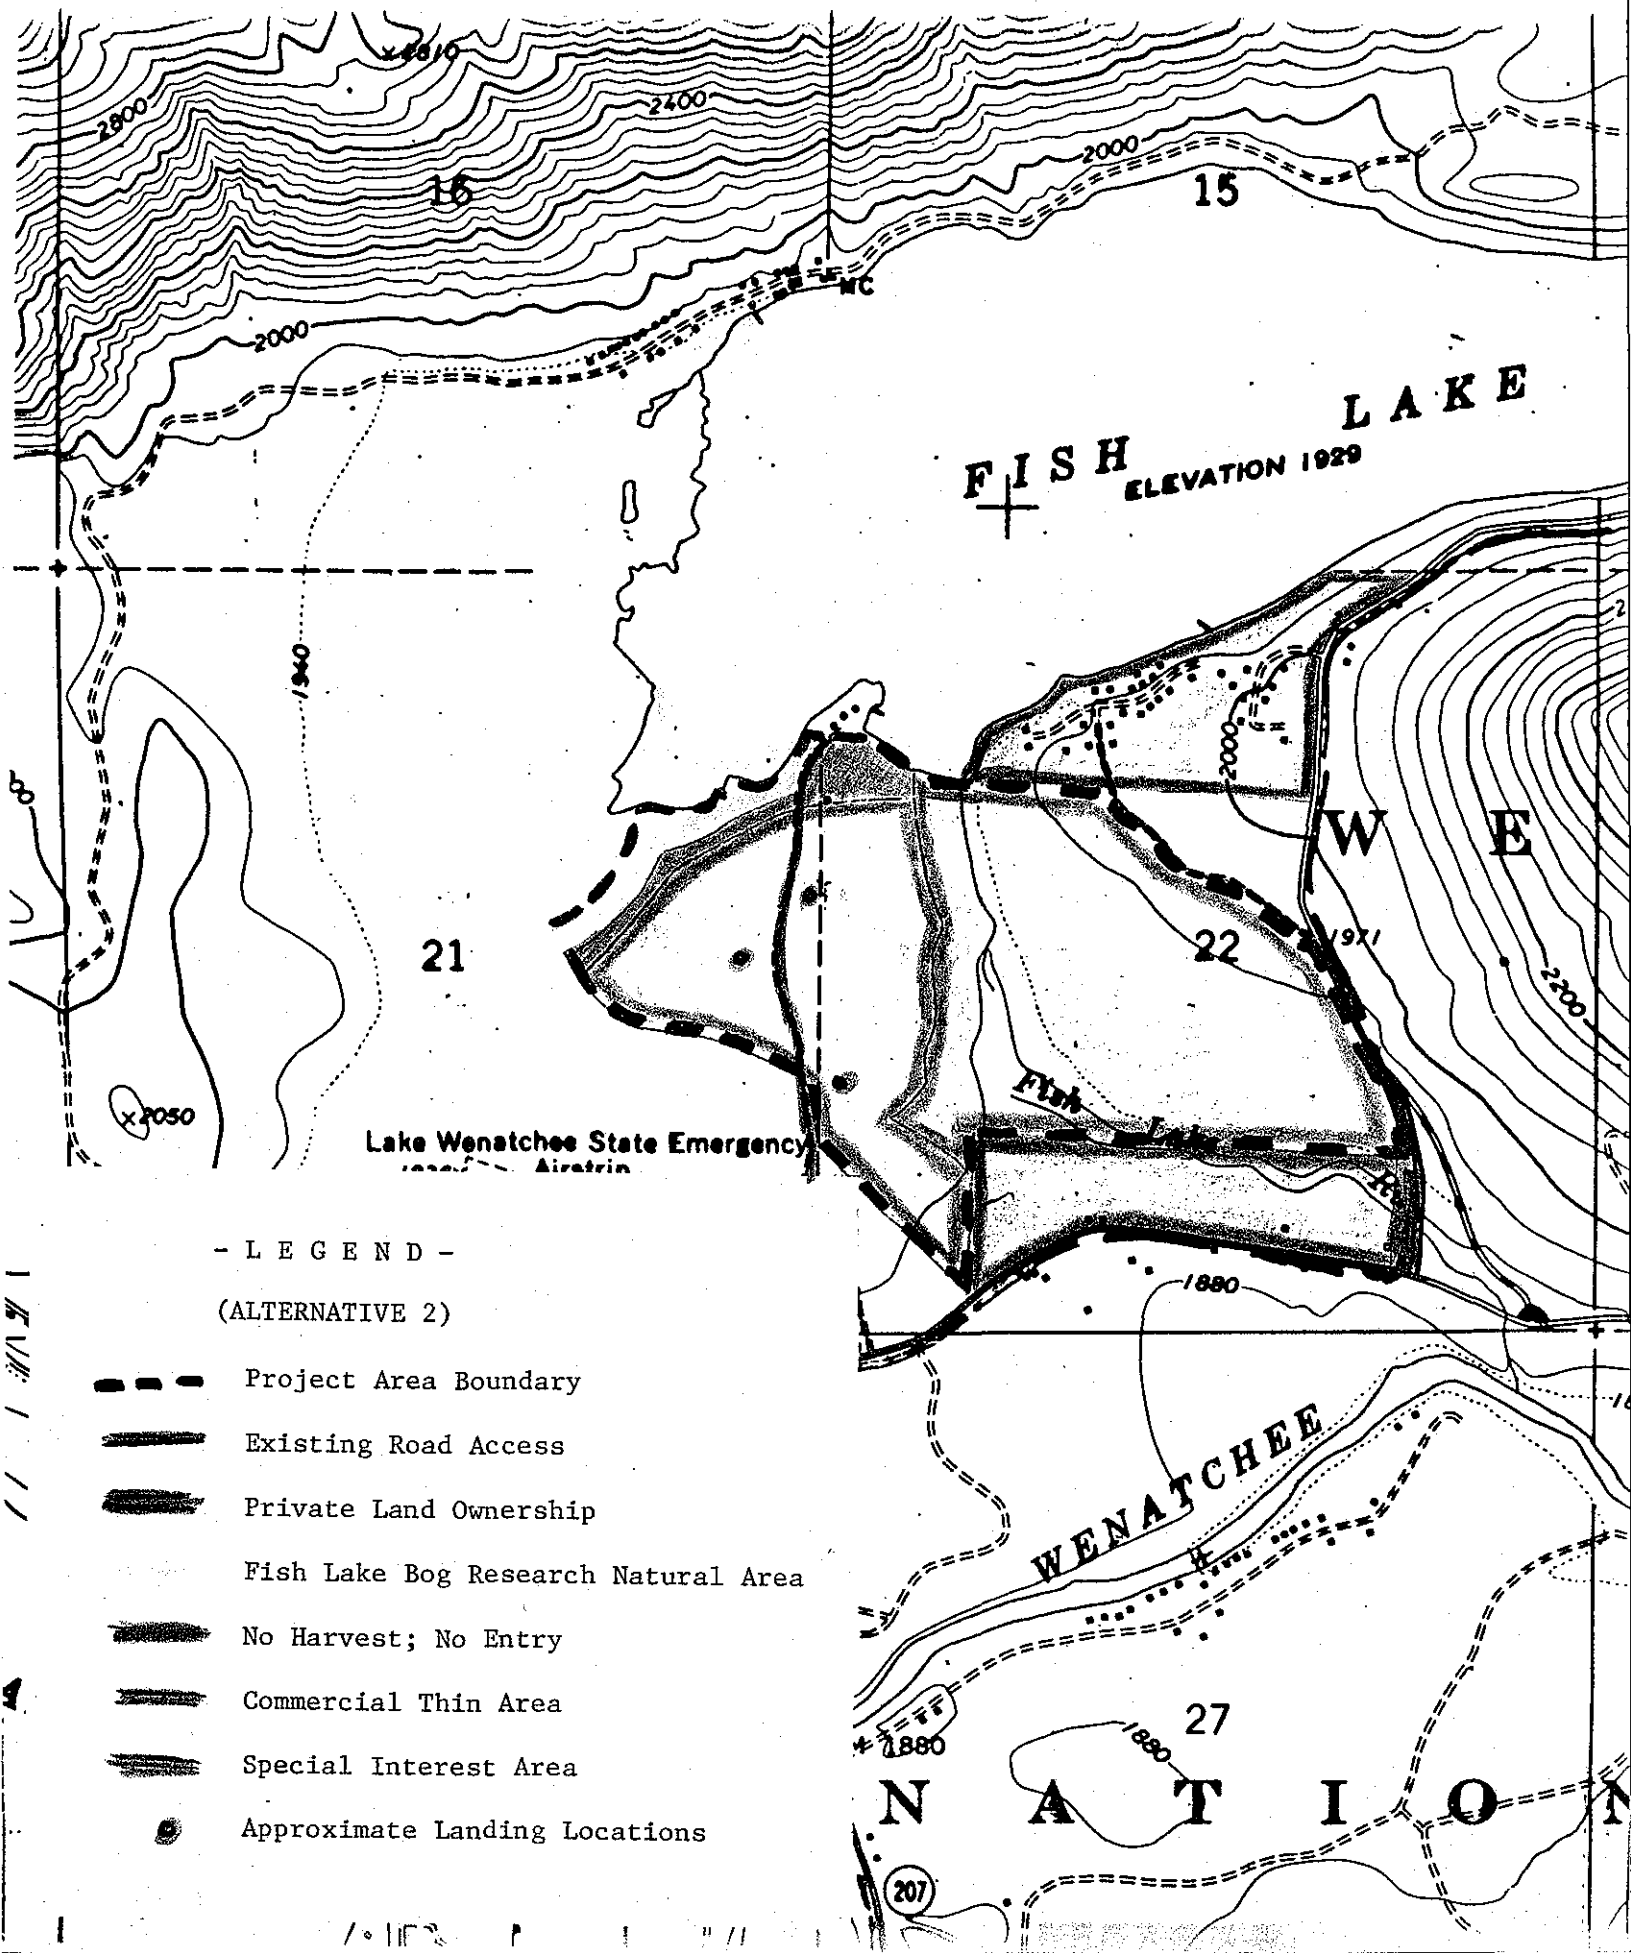 ×4810
2800
2400
2000
16
15
MC
2000
FISH LAKE
ELEVATION 1929
1940
2000
W E
21
22
1971
2200
×2050
Fish Lake R.
Lake Wenatchee State Emergency
Airstrip
- L E G E N D -
(ALTERNATIVE 2)
Project Area Boundary
Existing Road Access
Private Land Ownership
Fish Lake Bog Research Natural Area
No Harvest; No Entry
Commercial Thin Area
Special Interest Area
Approximate Landing Locations
1880
WENATCHEE
27
1880
1880
N A T I O N
207